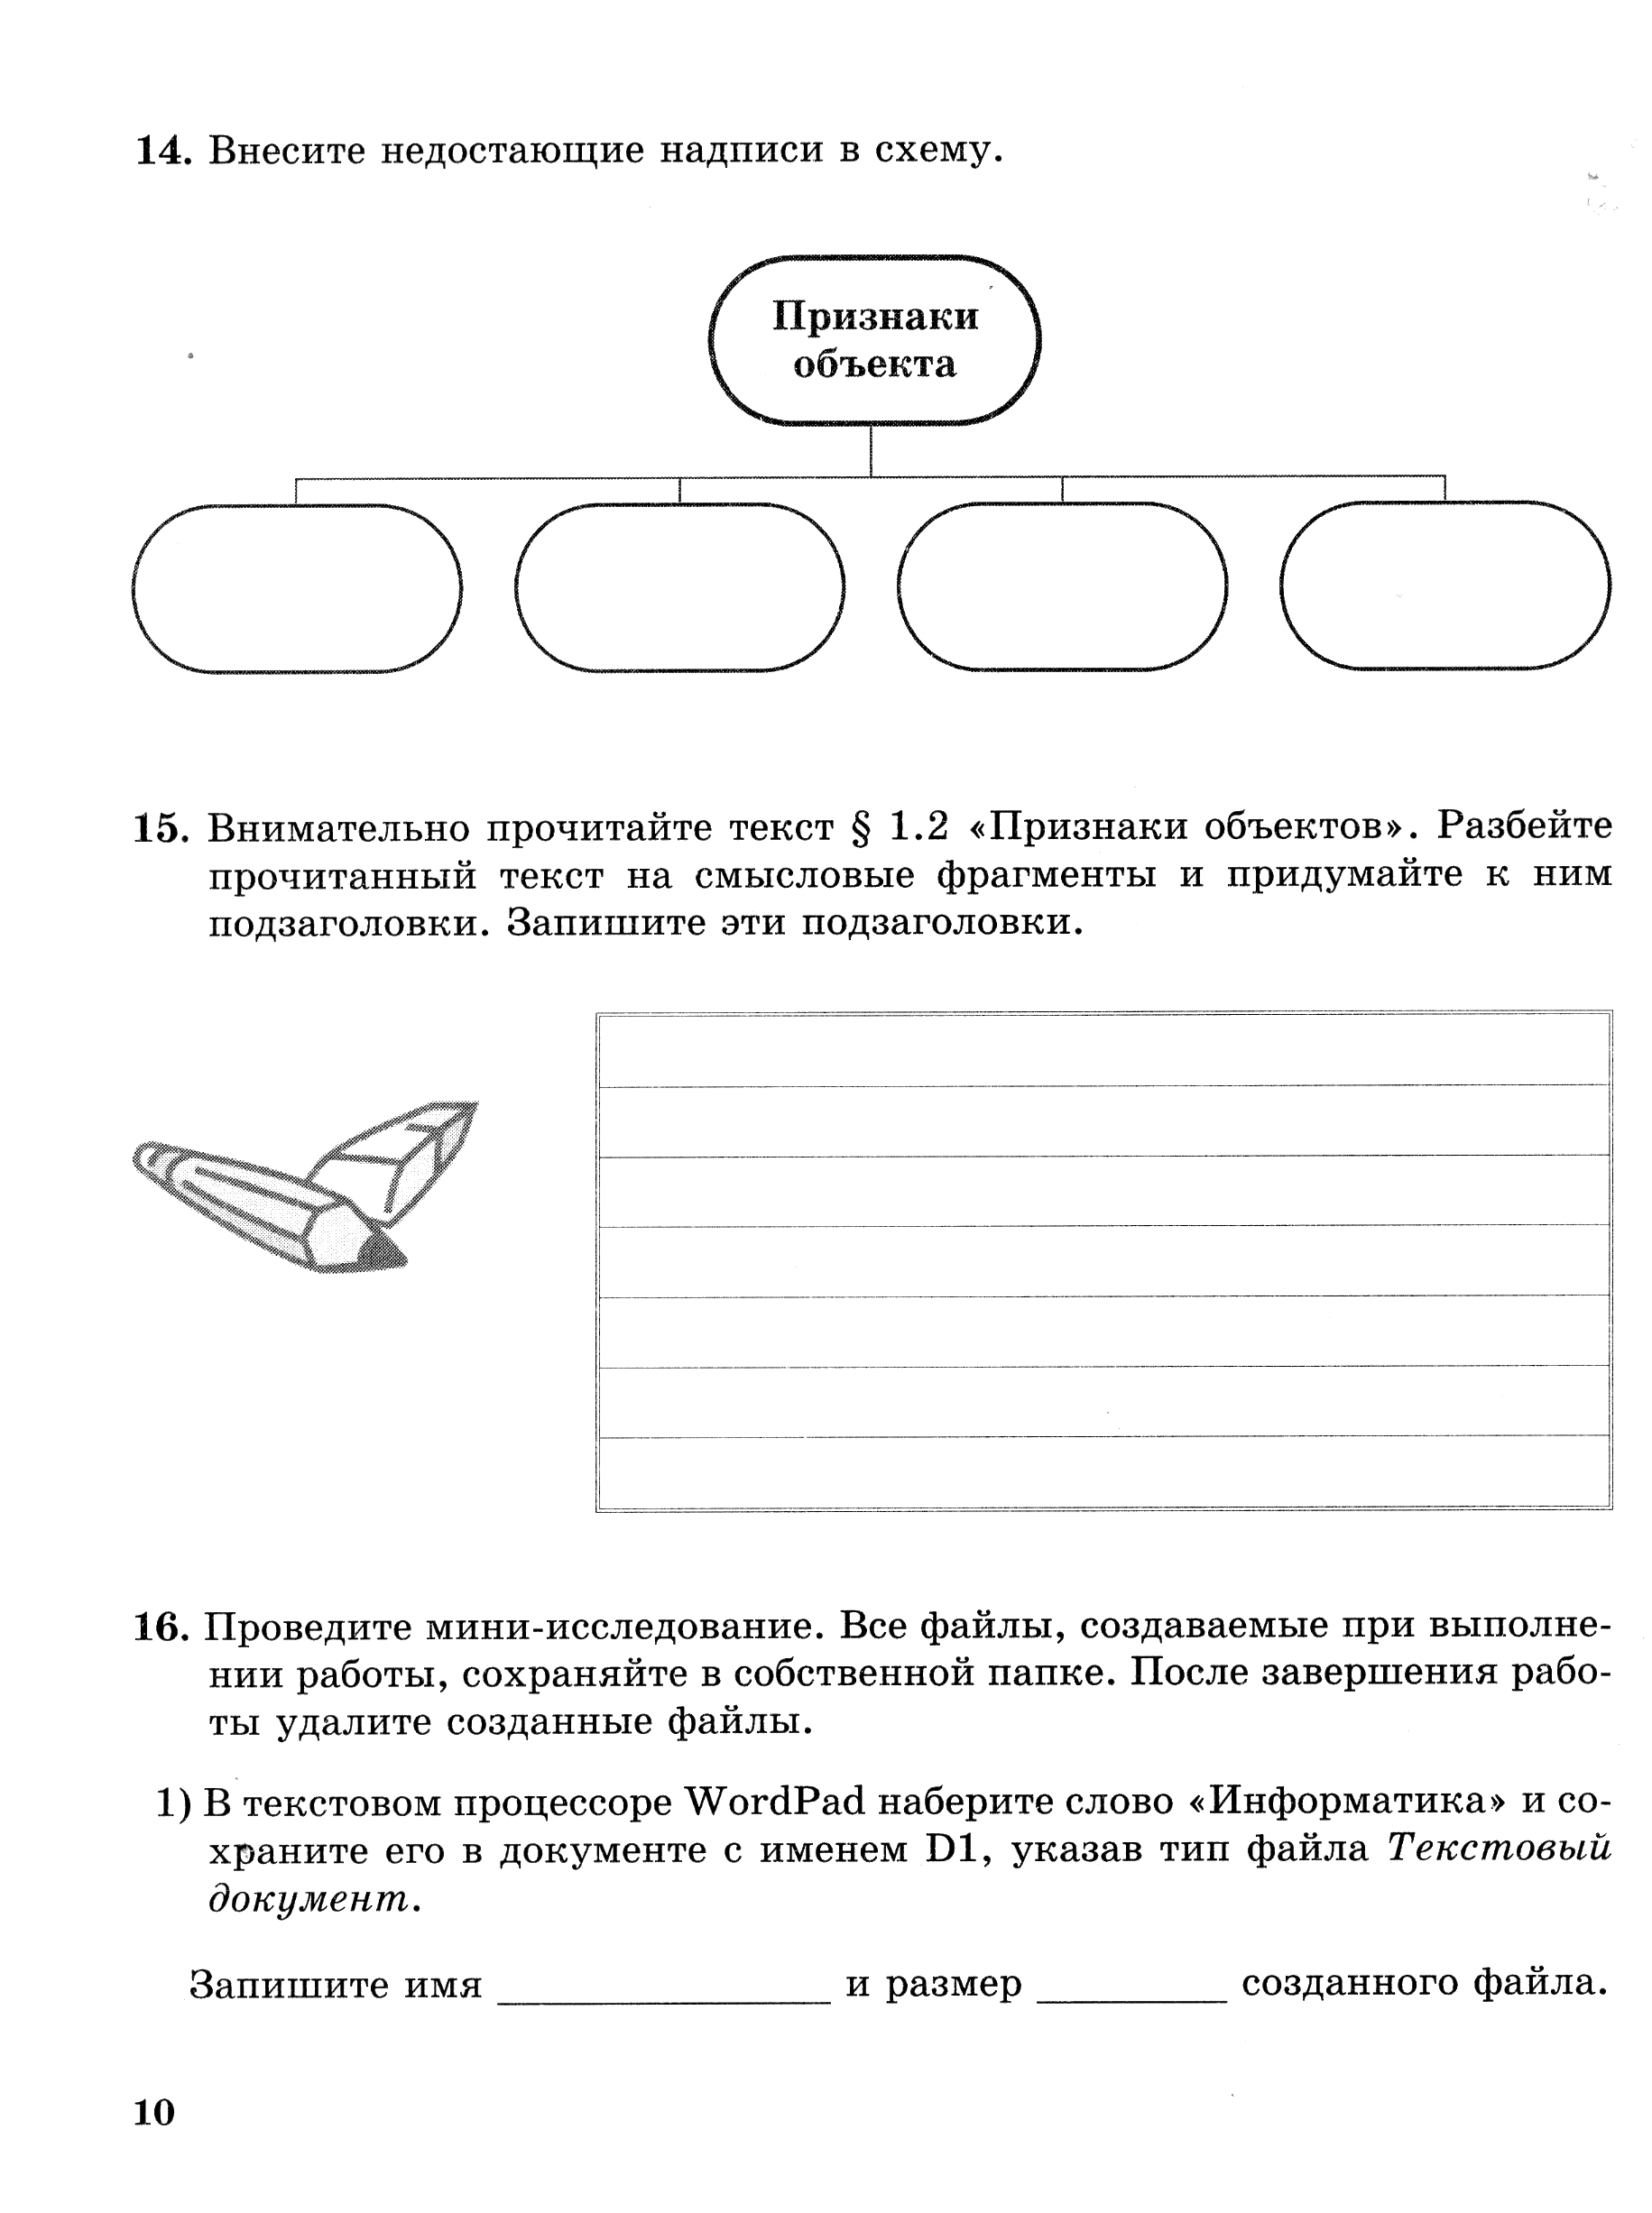 14. Внесите недостающие надписи в схему.
Признаки
объекта
15. Внимательно прочитайте текст § 1.2 «Признаки объектов». Разбейте
прочитанный текст на смысловые фрагменты и придумайте к ним
подзаголовки. Запишите эти подзаголовки.
16. Проведите мини-исследование. Все файлы, создаваемые при выполне-
нии работы, сохраняйте в собственной папке. После завершения рабо-
ты удалите созданные файлы.
1) В текстовом процессоре WordPad наберите слово «Информатика» и со-
храните его в документе с именем D1, указав тип файла Текстовый
документ.
Запишите имя ______________ и размер ________ созданного файла.
10